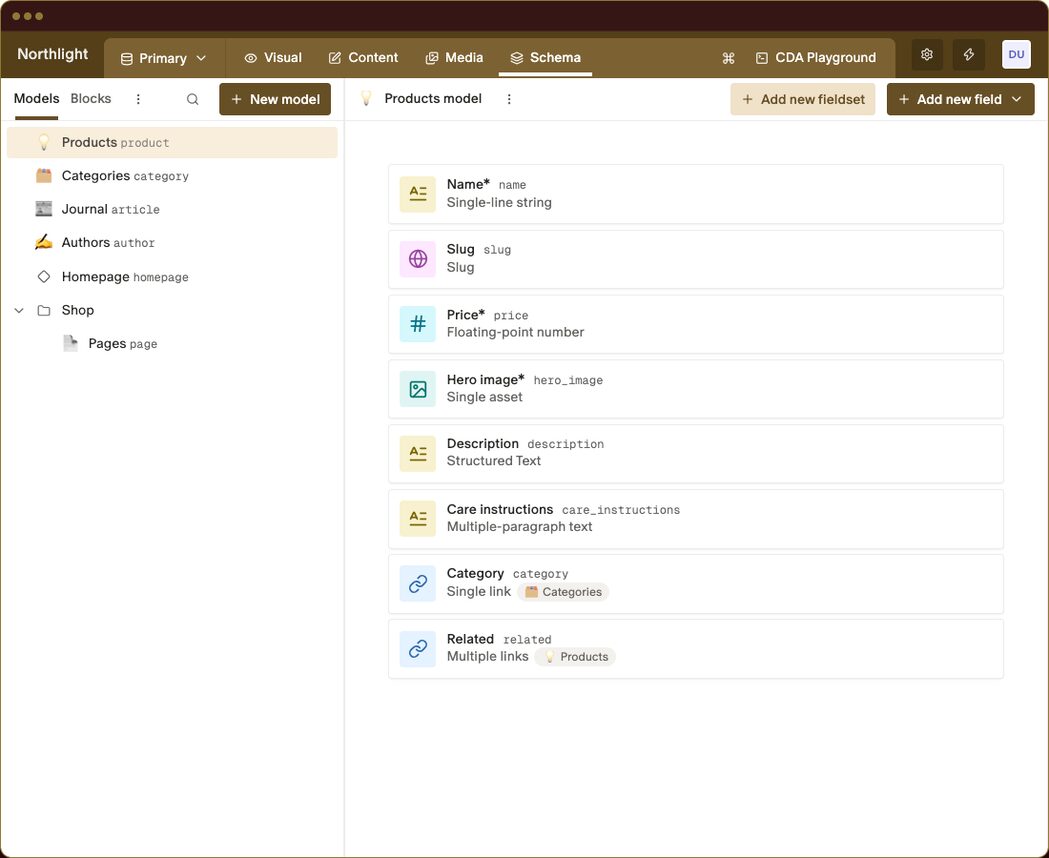 Northlight
Primary
Visual
Content
Media
Schema
CDA Playground
DU
Models
Blocks
New model
Products model
Add new fieldset
Add new field
Products product
Categories category
Journal article
Authors author
Homepage homepage
Shop
Pages page
Name* name
Single-line string
Slug slug
Slug
Price* price
Floating-point number
Hero image* hero_image
Single asset
Description description
Structured Text
Care instructions care_instructions
Multiple-paragraph text
Category category
Single link Categories
Related related
Multiple links Products